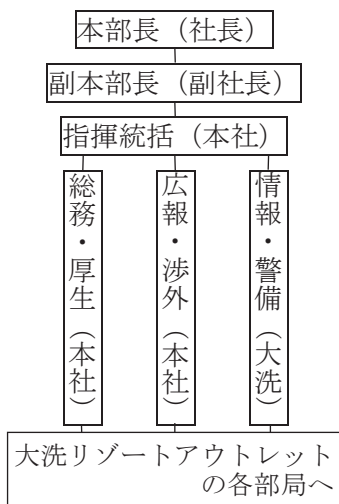 本部長（社長）
副本部長（副社長）
指揮統括（本社）
総務・厚生（本社）
広報・渉外（本社）
情報・警備（大洗）
大洗リゾートアウトレット
の各部局へ